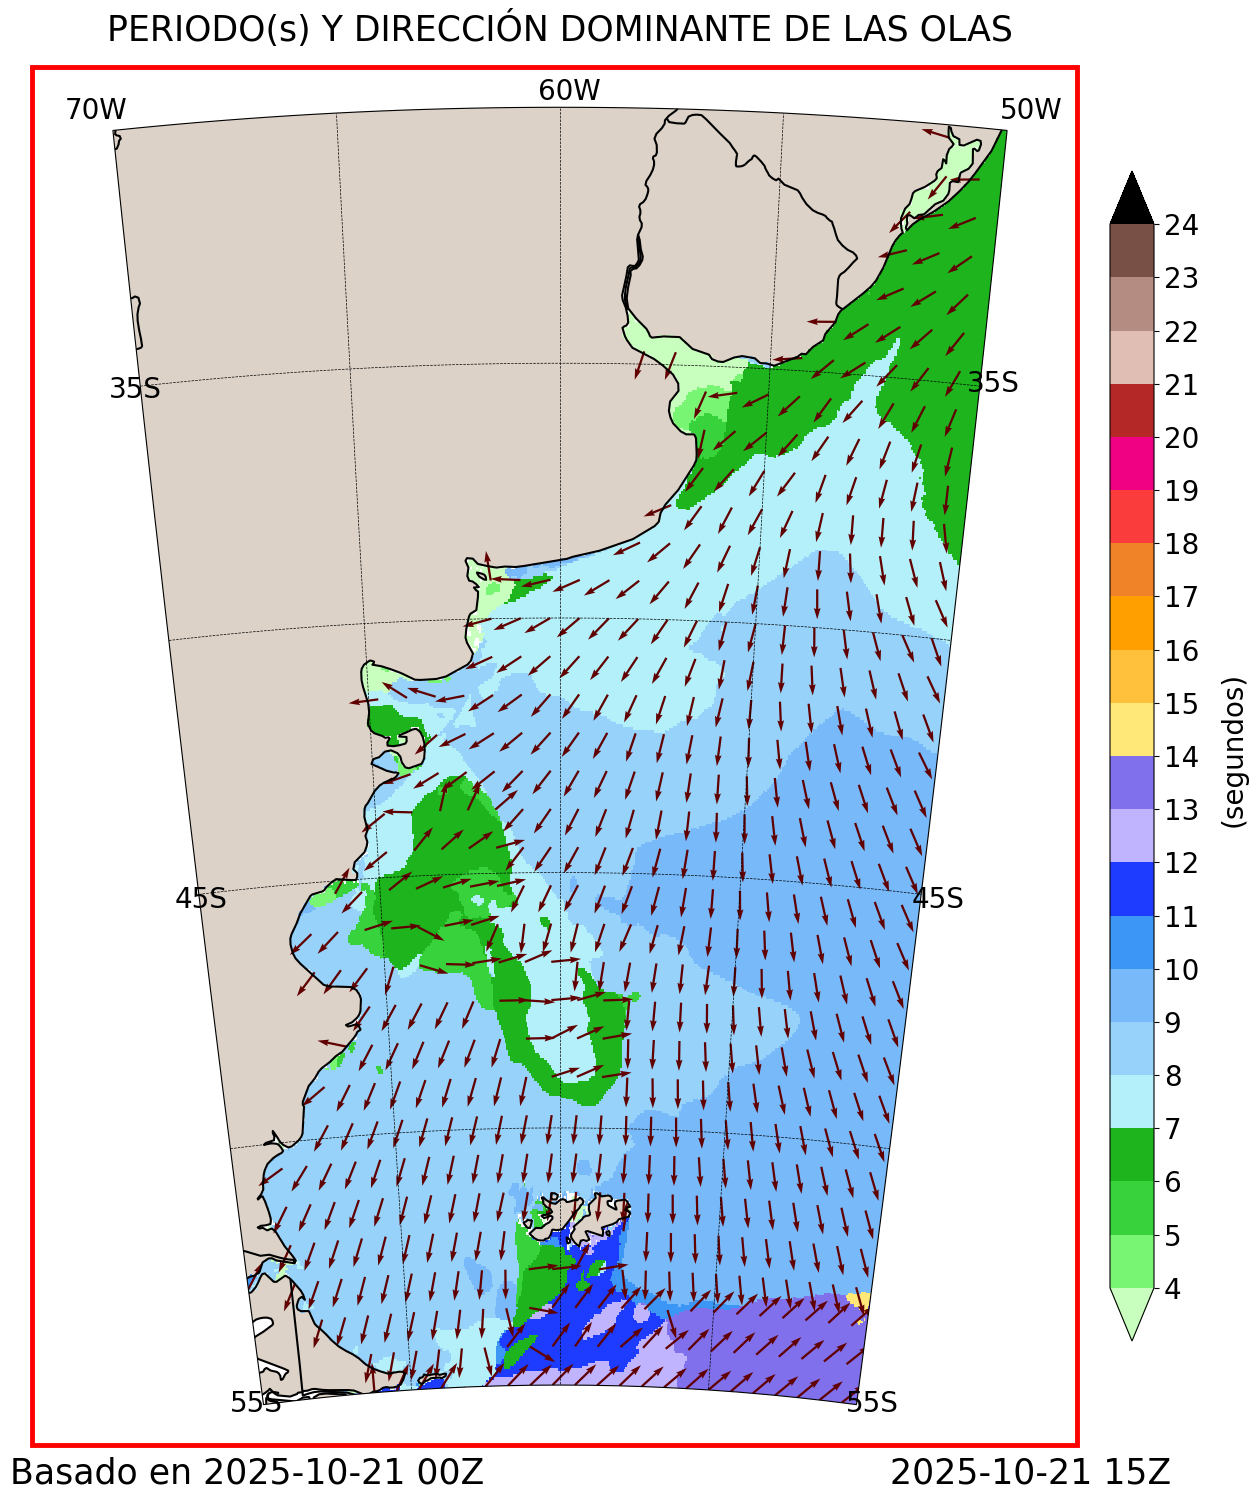 PERIODO(s) Y DIRECCIÓN DOMINANTE DE LAS OLAS
70W
60W
50W
35S
35S
45S
45S
55S
55S
24
23
22
21
20
19
18
17
16
15
14
13
12
11
10
9
8
7
6
5
4
(segundos)
Basado en 2025-10-21 00Z
2025-10-21 15Z